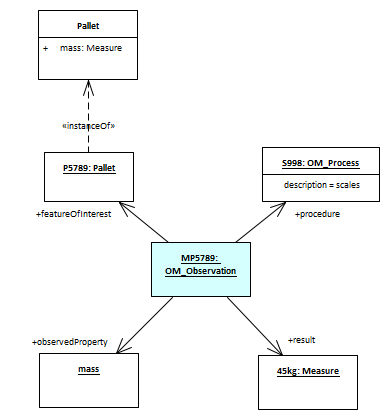 Pallet
+ mass: Measure
«instanceOf»
P5789: Pallet
S998: OM_Process
description = scales
+featureOfInterest
+procedure
MP5789:
OM_Observation
+observedProperty
+result
mass
45kg: Measure